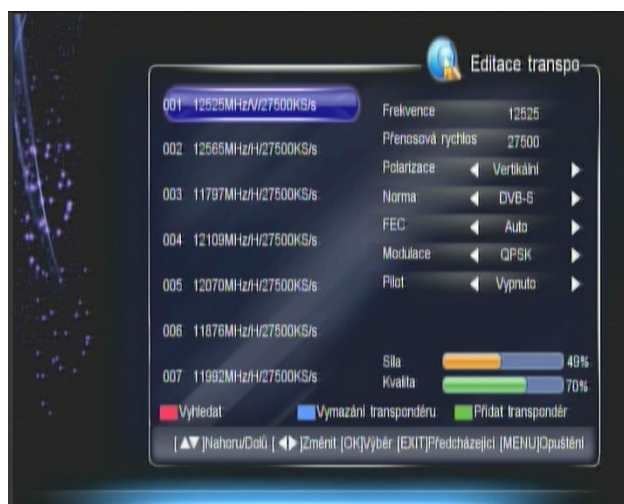 Editace transpo
001 12525MHz/V/27500KS/s
002 12565MHz/H/27500KS/s
003 11797MHz/H/27500KS/s
004 12109MHz/H/27500KS/s
005 12070MHz/H/27500KS/s
006 11876MHz/H/27500KS/s
007 11992MHz/H/27500KS/s
Frekvence 12525
Přenosová rychlos 27500
Polarizace Vertikální
Norma DVB-S
FEC Auto
Modulace QPSK
Pilot Vypnuto
Síla 49%
Kvalita 70%
Vyhledat Vymazání transpondéru Přidat transpondér
[▲▼]Nahoru/Dolů [◀▶]Změnit [OK]Výběr [EXIT]Předcházející [MENU]Opuštění